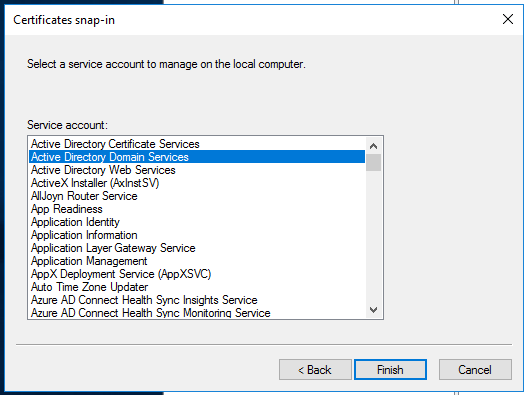 Certificates snap-in
Select a service account to manage on the local computer.
Service account:
Active Directory Certificate Services
Active Directory Domain Services
Active Directory Web Services
ActiveX Installer (AxInstSV)
AllJoyn Router Service
App Readiness
Application Identity
Application Information
Application Layer Gateway Service
Application Management
AppX Deployment Service (AppXSVC)
Auto Time Zone Updater
Azure AD Connect Health Sync Insights Service
Azure AD Connect Health Sync Monitoring Service
< Back Finish Cancel